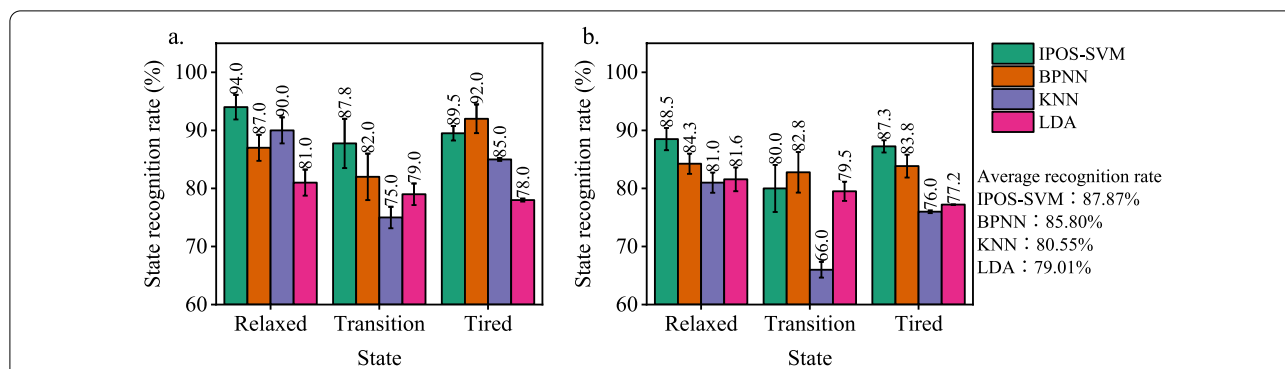 a.
State recognition rate (%)
100
90
80
70
60
94.0
87.0
90.0
81.0
87.8
82.0
75.0
79.0
89.5
92.0
85.0
78.0
Relaxed Transition Tired
State
b.
State recognition rate (%)
100
90
80
70
60
88.5
84.3
81.0
81.6
80.0
82.8
66.0
79.5
87.3
83.8
76.0
77.2
Relaxed Transition Tired
State
IPOS-SVM
BPNN
KNN
LDA
Average recognition rate
IPOS-SVM：87.87%
BPNN：85.80%
KNN：80.55%
LDA：79.01%